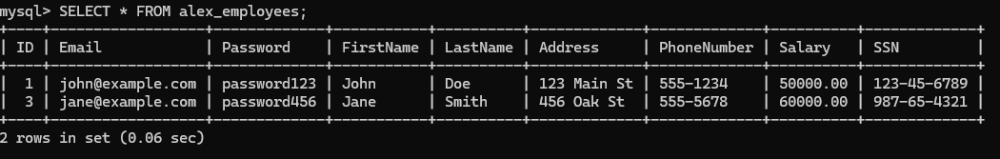 mysql> SELECT * FROM alex_employees;
+----+------------------+-------------+-----------+----------+-------------+-------------+----------+-------------+
| ID | Email            | Password    | FirstName | LastName | Address     | PhoneNumber | Salary   | SSN         |
+----+------------------+-------------+-----------+----------+-------------+-------------+----------+-------------+
|  1 | john@example.com | password123 | John      | Doe      | 123 Main St | 555-1234    | 50000.00 | 123-45-6789 |
|  3 | jane@example.com | password456 | Jane      | Smith    | 456 Oak St  | 555-5678    | 60000.00 | 987-65-4321 |
+----+------------------+-------------+-----------+----------+-------------+-------------+----------+-------------+
2 rows in set (0.06 sec)